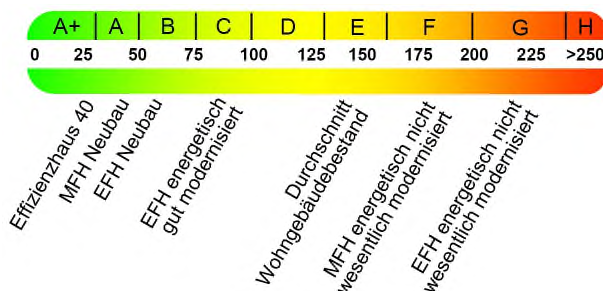 A+ A B C D E F G H
0 25 50 75 100 125 150 175 200 225 >250
Effizienzhaus 40
MFH Neubau
EFH Neubau
EFH energetisch
gut modernisiert
Durchschnitt
Wohngebäudebestand
MFH energetisch nicht
wesentlich modernisiert
EFH energetisch nicht
wesentlich modernisiert